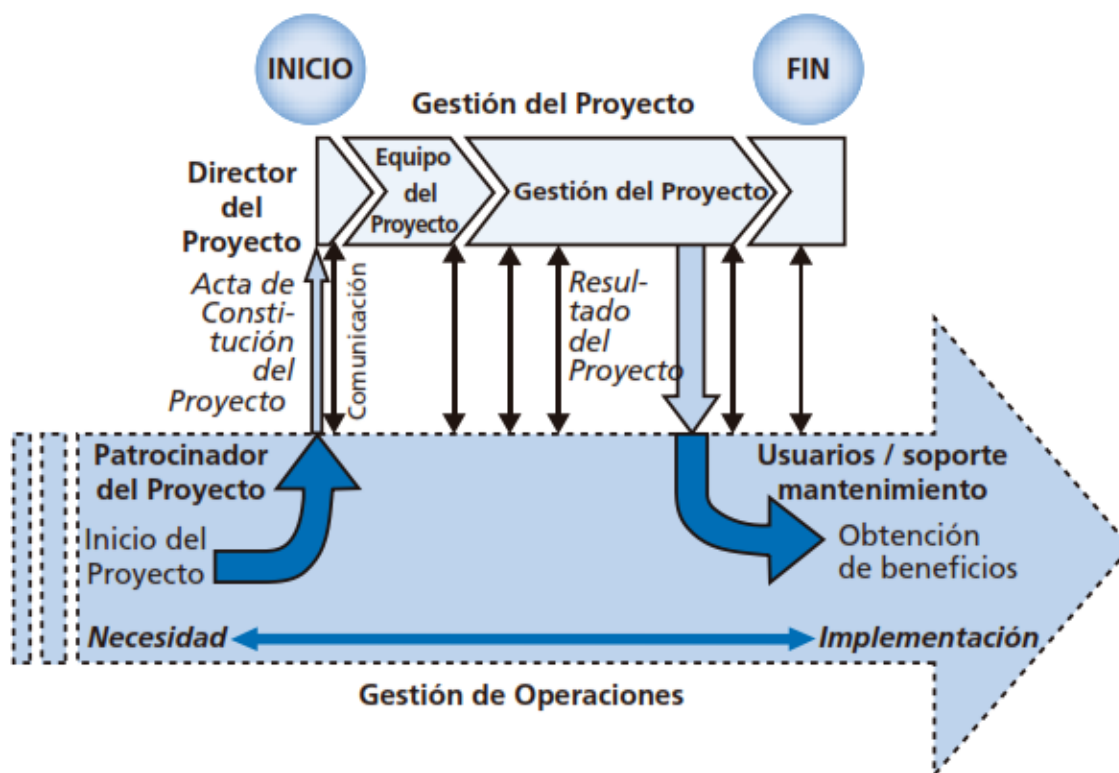 INICIO
FIN
Gestión del Proyecto
Director
del
Proyecto
Equipo
del
Proyecto
Gestión del Proyecto
Acta de
Consti-
tución
del
Proyecto
Comunicación
Resul-
tado
del
Proyecto
Patrocinador
del Proyecto
Inicio del
Proyecto
Usuarios / soporte
mantenimiento
Obtención
de beneficios
Necesidad
Implementación
Gestión de Operaciones